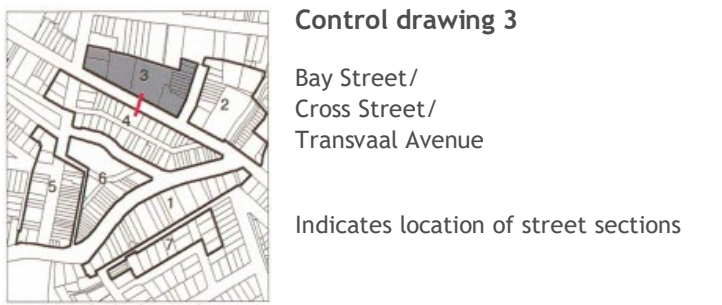 Control drawing 3
Bay Street/
Cross Street/
Transvaal Avenue
Indicates location of street sections
3
2
4
5
6
1
7